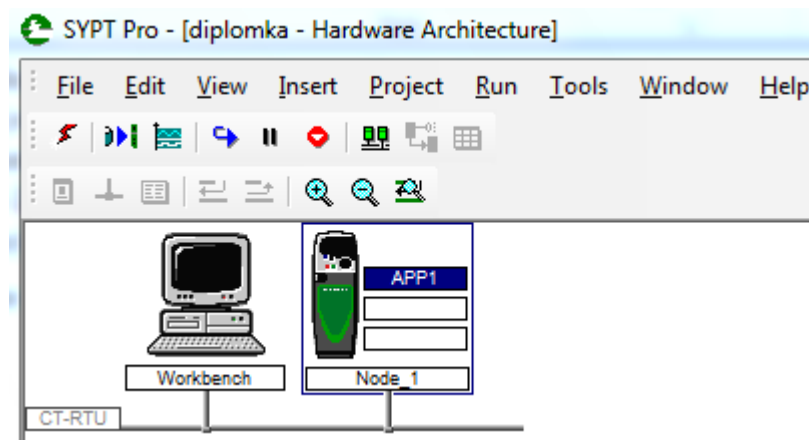 SYPT Pro - [diplomka - Hardware Architecture]
File Edit View Insert Project Run Tools Window Help
APP1
Workbench Node_1
CT-RTU